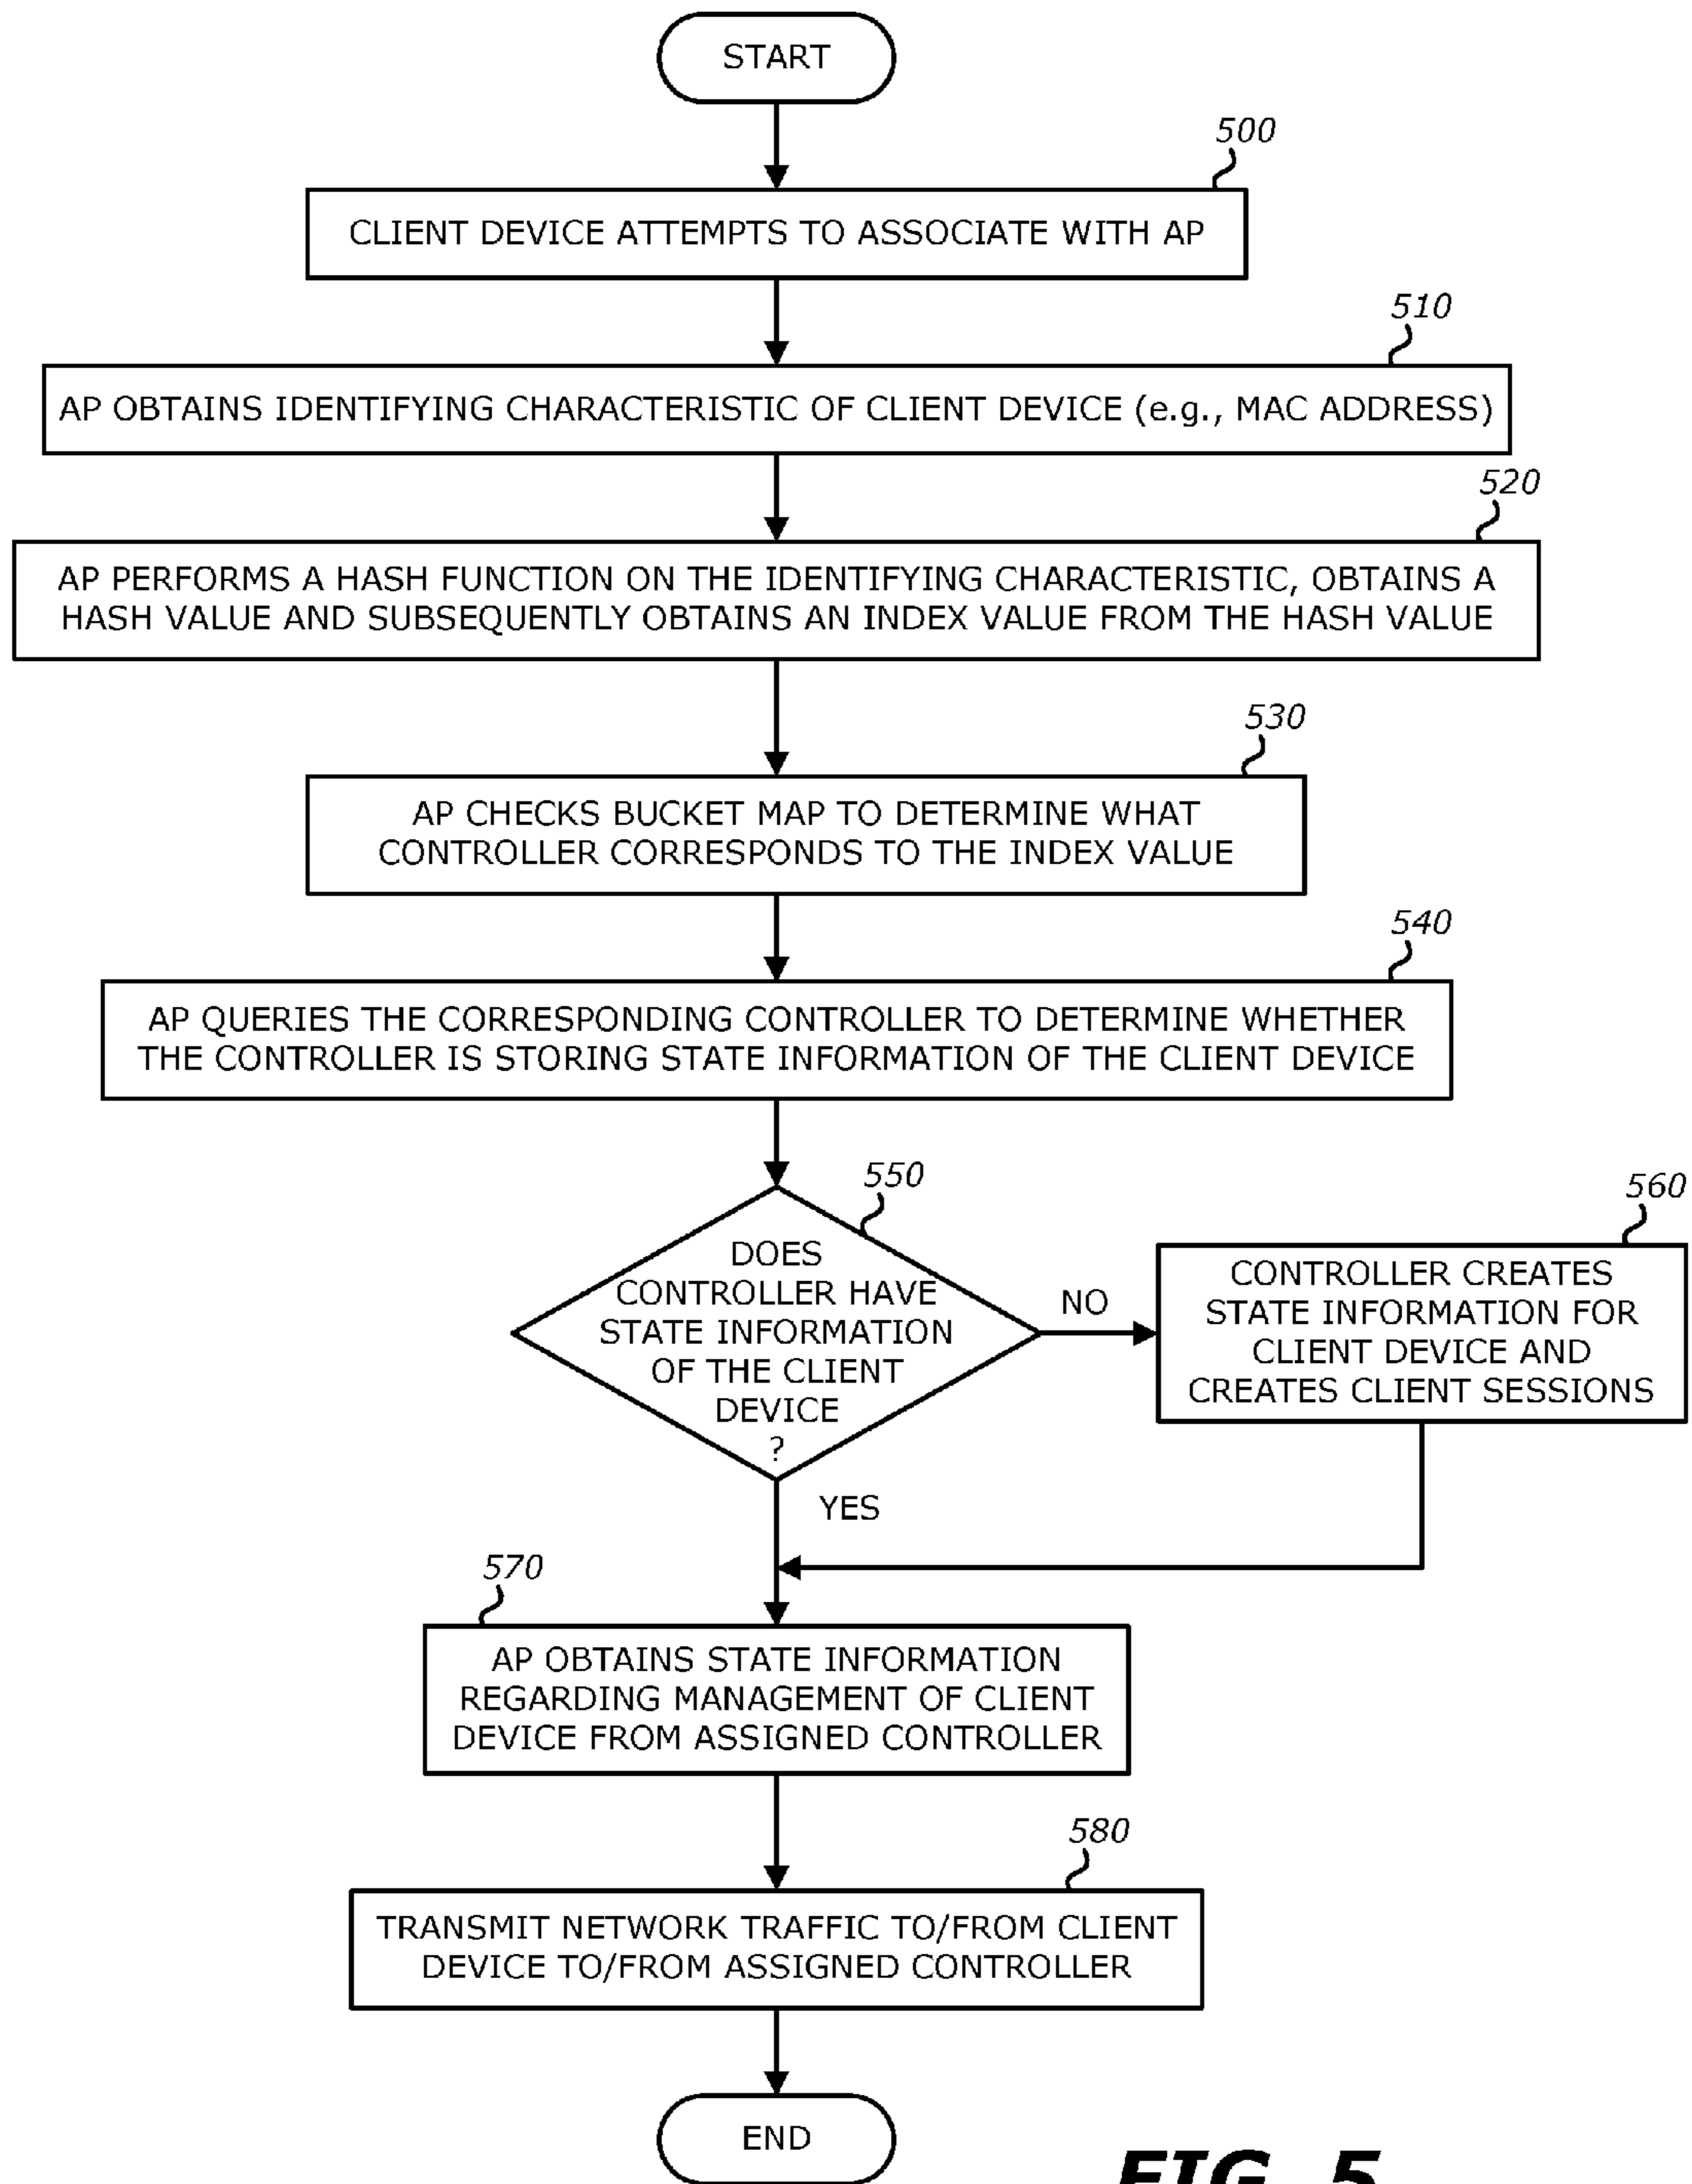 START
500
CLIENT DEVICE ATTEMPTS TO ASSOCIATE WITH AP
510
AP OBTAINS IDENTIFYING CHARACTERISTIC OF CLIENT DEVICE (e.g., MAC ADDRESS)
520
AP PERFORMS A HASH FUNCTION ON THE IDENTIFYING CHARACTERISTIC, OBTAINS A
HASH VALUE AND SUBSEQUENTLY OBTAINS AN INDEX VALUE FROM THE HASH VALUE
530
AP CHECKS BUCKET MAP TO DETERMINE WHAT
CONTROLLER CORRESPONDS TO THE INDEX VALUE
540
AP QUERIES THE CORRESPONDING CONTROLLER TO DETERMINE WHETHER
THE CONTROLLER IS STORING STATE INFORMATION OF THE CLIENT DEVICE
550
DOES
CONTROLLER HAVE
STATE INFORMATION
OF THE CLIENT
DEVICE
?
NO
560
CONTROLLER CREATES
STATE INFORMATION FOR
CLIENT DEVICE AND
CREATES CLIENT SESSIONS
YES
570
AP OBTAINS STATE INFORMATION
REGARDING MANAGEMENT OF CLIENT
DEVICE FROM ASSIGNED CONTROLLER
580
TRANSMIT NETWORK TRAFFIC TO/FROM CLIENT
DEVICE TO/FROM ASSIGNED CONTROLLER
END
FIG. 5